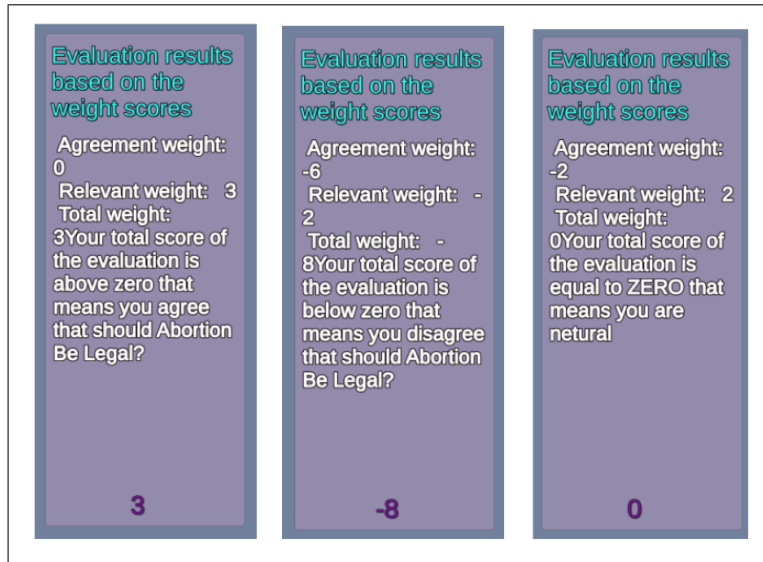 Evaluation results
based on the
weight scores
Agreement weight:
0
Relevant weight: 3
Total weight:
3Your total score of
the evaluation is
above zero that
means you agree
that should Abortion
Be Legal?
3
Evaluation results
based on the
weight scores
Agreement weight:
-6
Relevant weight: -
2
Total weight: -
8Your total score of
the evaluation is
below zero that
means you disagree
that should Abortion
Be Legal?
-8
Evaluation results
based on the
weight scores
Agreement weight:
-2
Relevant weight: 2
Total weight:
0Your total score of
the evaluation is
equal to ZERO that
means you are
netural
0